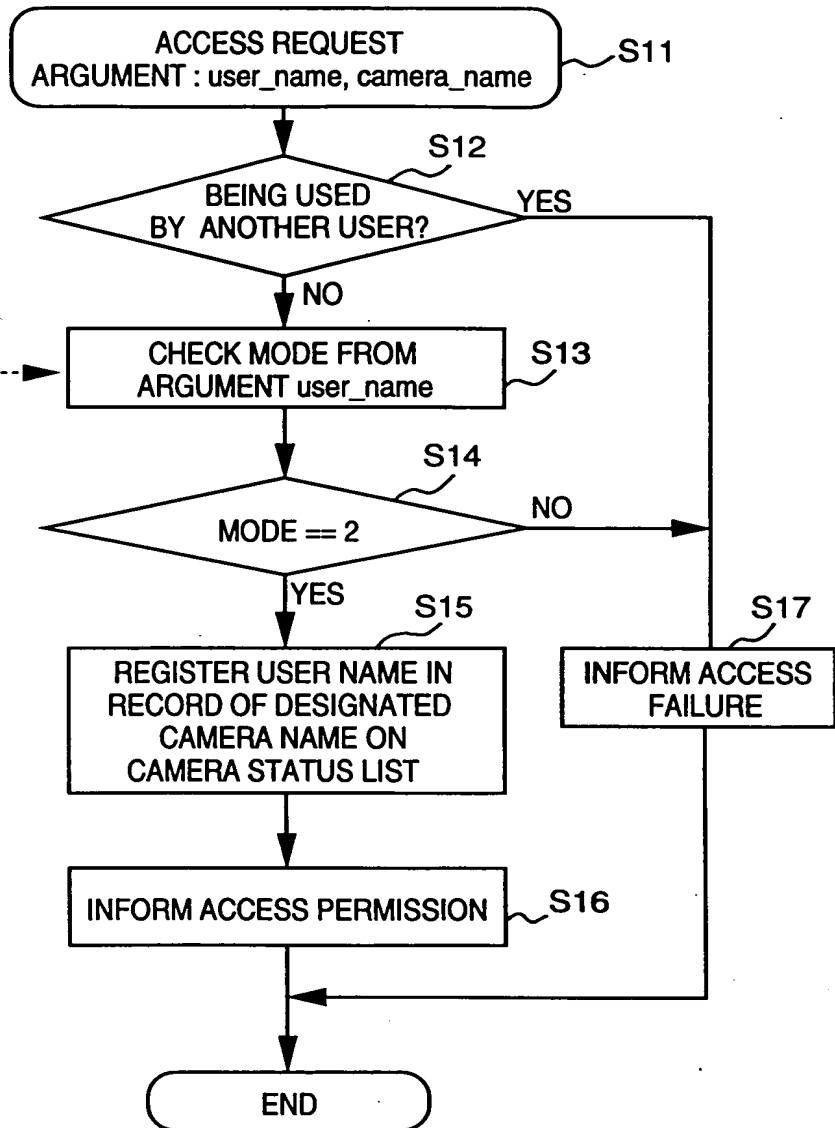 ACCESS REQUEST
ARGUMENT : user_name, camera_name
S11
S12
BEING USED
BY ANOTHER USER?
YES
NO
CHECK MODE FROM
ARGUMENT user_name
S13
S14
MODE == 2
NO
YES
S15
REGISTER USER NAME IN
RECORD OF DESIGNATED
CAMERA NAME ON
CAMERA STATUS LIST
S17
INFORM ACCESS
FAILURE
INFORM ACCESS PERMISSION
S16
END